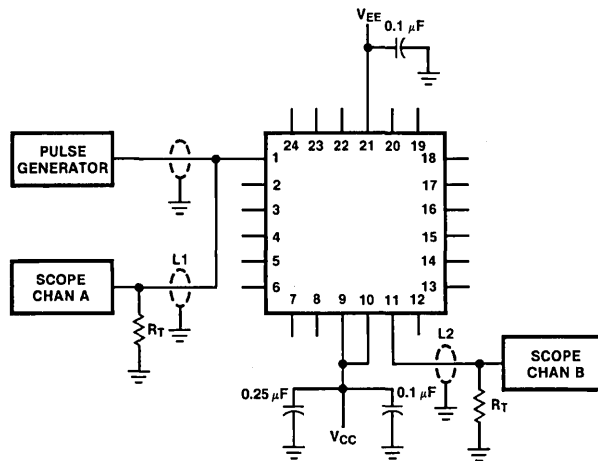 VEE
0.1 μF
24 23 22 21 20 19
PULSE
GENERATOR
1
18
2
17
3
16
4
15
5
14
6
13
L1
SCOPE
CHAN A
RT
7 8 9 10 11 12
L2
SCOPE
CHAN B
RT
0.25 μF
0.1 μF
VCC